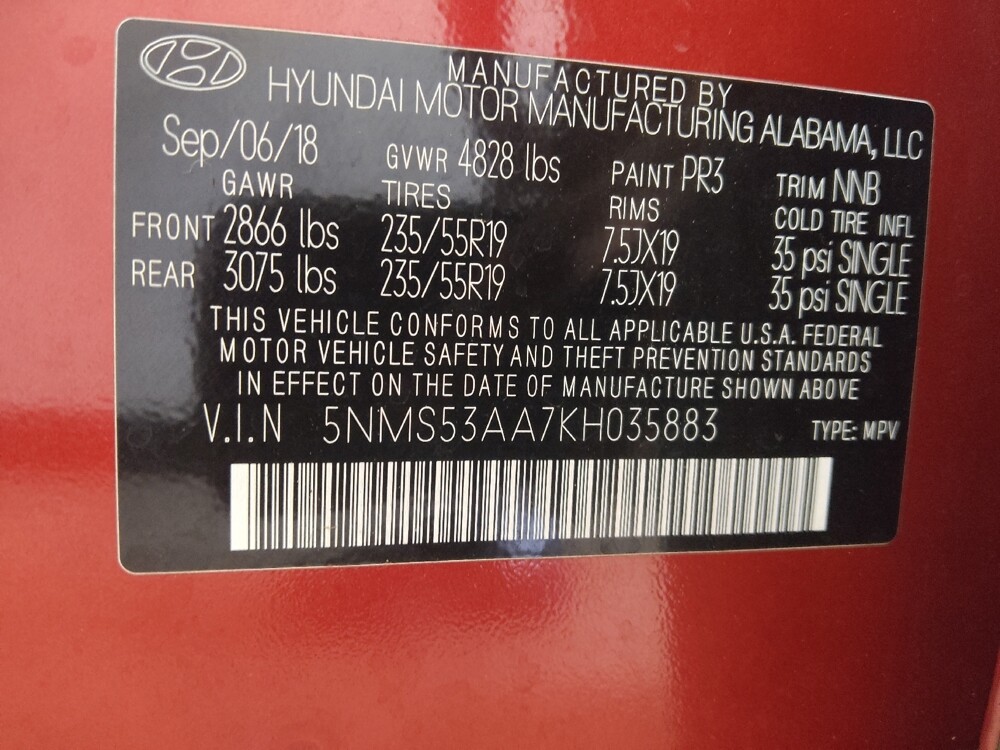 MANUFACTURED BY
HYUNDAI MOTOR MANUFACTURING ALABAMA, LLC
Sep/06/18 GVWR 4828 lbs PAINT PR3 TRIM NNB
GAWR TIRES RIMS COLD TIRE INFL
FRONT 2866 lbs 235/55R19 7.5JX19 35 psi SINGLE
REAR 3075 lbs 235/55R19 7.5JX19 35 psi SINGLE
THIS VEHICLE CONFORMS TO ALL APPLICABLE U.S.A. FEDERAL
MOTOR VEHICLE SAFETY AND THEFT PREVENTION STANDARDS
IN EFFECT ON THE DATE OF MANUFACTURE SHOWN ABOVE
V.I.N 5NMS53AA7KH035883 TYPE: MPV